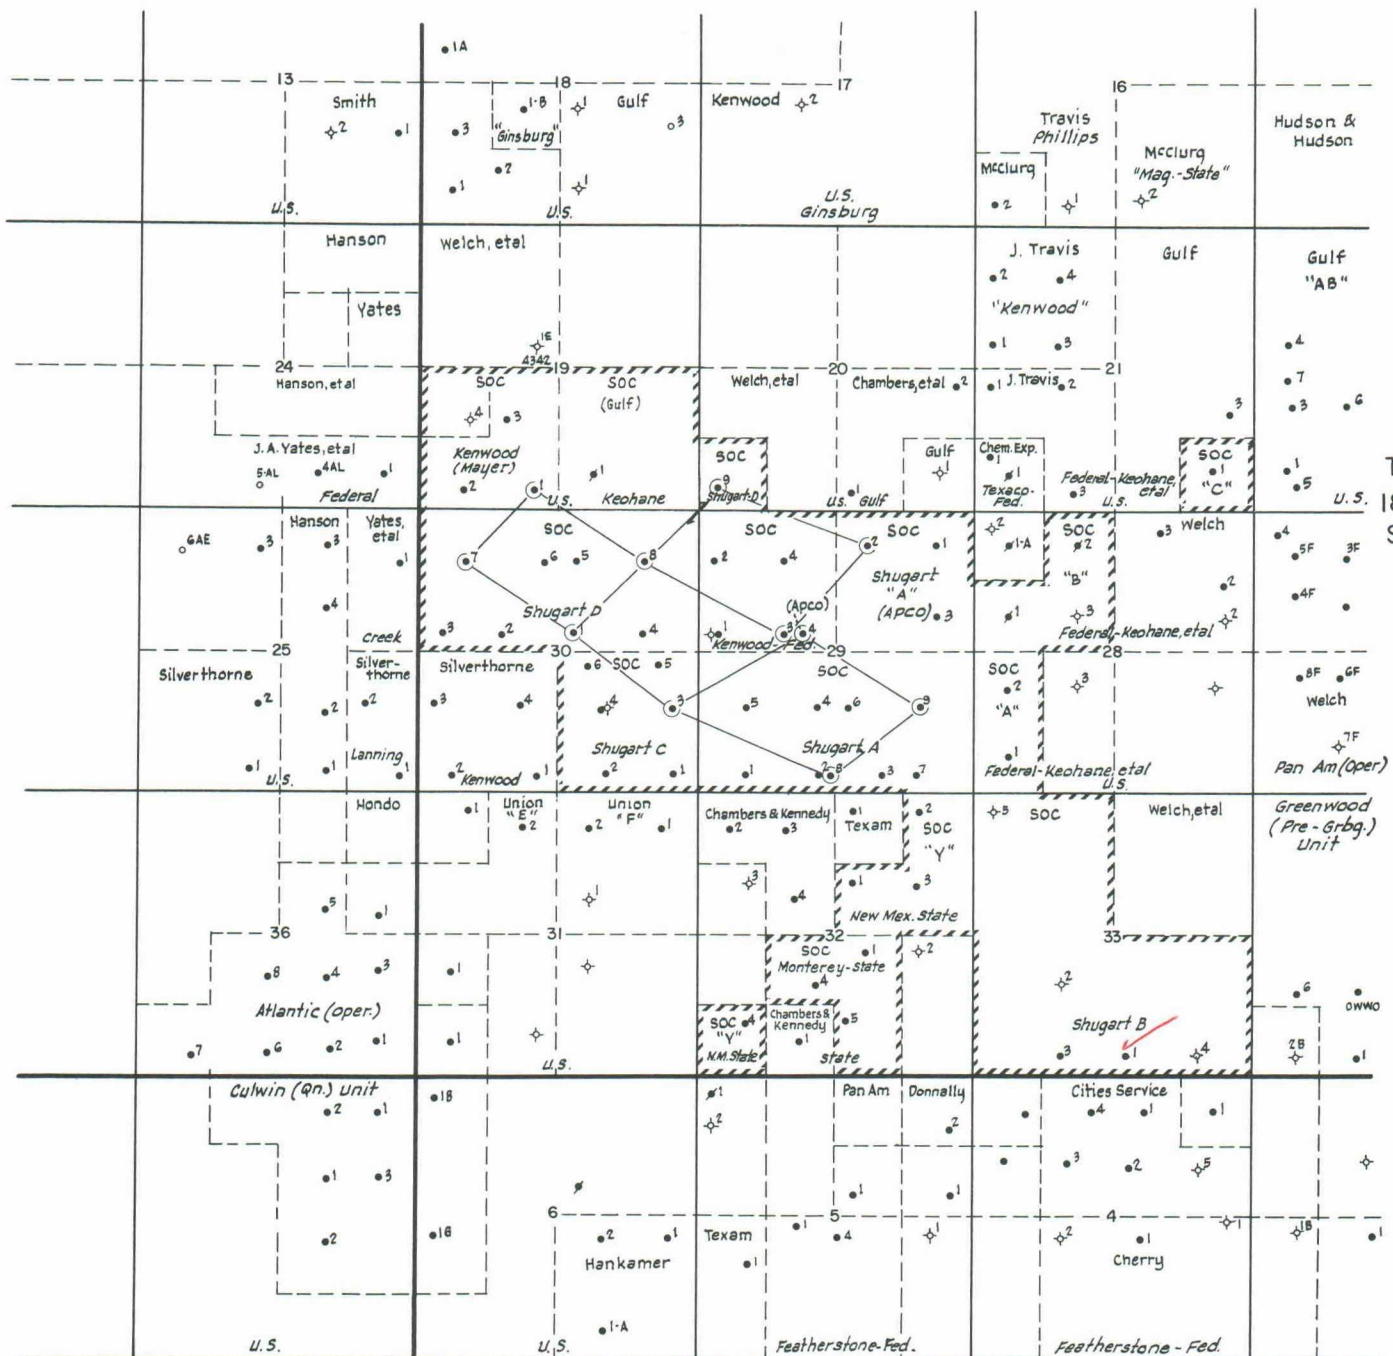 1A
13 18 17 16
Smith 1-B 1 Gulf Kenwood 2
2 1 3 "Ginsburg" 3
Travis
Phillips
Hudson &
Hudson
McClurg
McClurg
"Mag.-State"
1 2 1
2 1 2
U.S. U.S. U.S.
Ginsburg
Hanson Welch, etal J. Travis Gulf Gulf
"AB"
2 4
Yates "Kenwood"
1E
4342
1 3 4
24 19 20 21
Hanson, etal SOC SOC
(Gulf)
Welch, etal Chambers, etal 2 1 J. Travis 2
7
4 3 3 3 6
J.A. Yates, etal Kenwood
(Mayer)
SOC Gulf Chem. Exp. SOC
5-AL 4AL 1 2 1 1 9 1 1 1 1 "C" 1
Federal U.S. Keohane Shugart-D U.S. Gulf Texaco-
Fed.
Federal-Keohane,
etal
U.S. 3 5 U.S.
T
18
S
Hanson Yates,
etal
SOC SOC SOC SOC Welch
6AE 3 3 1 7 6 5 8 2 4 2 1 2 1-A 2 3 4 5F 3F
"B"
Shugart
"A"
(APCO)
2 4F
4 Shugart D (Apco) 3 1 3 2
Creek 3 2 1 4 1 3 4 Kenwood-Fed. Federal-Keohane, etal
25 30 29 28
Silverthorne Silver-
thorne
Silverthorne 6 SOC 5 SOC SOC
2 2 2 3 4 4 3 5 4 6 9 2 3 8F 6F
"A" Welch
Lanning Shugart C Shugart A 7F
1 1 1 2 1 2 1 1 2 8 3 7 1
U.S. Kenwood Federal-Keohane, etal
U.S.
Pan Am (Oper)
Hondo 1 Union
"E"
2
Union
"F"
2 1
Chambers & Kennedy
2 3
1
Texam
2
SOC
"Y"
5 SOC Welch, etal Greenwood
(Pre-Grbg.)
Unit
1 3 4 1 3
5 1 New Mex. State
36 31 32 33
SOC 1 2
Monterey-State
8 4 3 1 4 2
Atlantic (oper.) SOC
"Y"
4
N.M. State
Chambers &
Kennedy
1
5
State
Shugart B 6 OWWO
7 6 2 1 1 3 1 4 2B 1
U.S.
Culwin (Qn.) Unit Pan Am Donnally Cities Service
2 1 1B 1 2 2 4 1 1
1 3 3 2 5
1 1
6 5 4
2 1B 2 1 Texam 1 4 1 2 1 1 1B 1
Hankamer 1 Cherry
1-A
U.S. U.S. Featherstone-Fed. Featherstone-Fed.